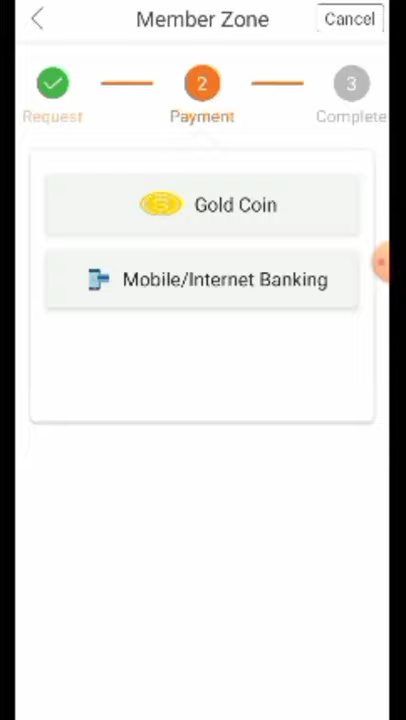 Member Zone
Cancel
2
3
Request
Payment
Complete
Gold Coin
Mobile/Internet Banking